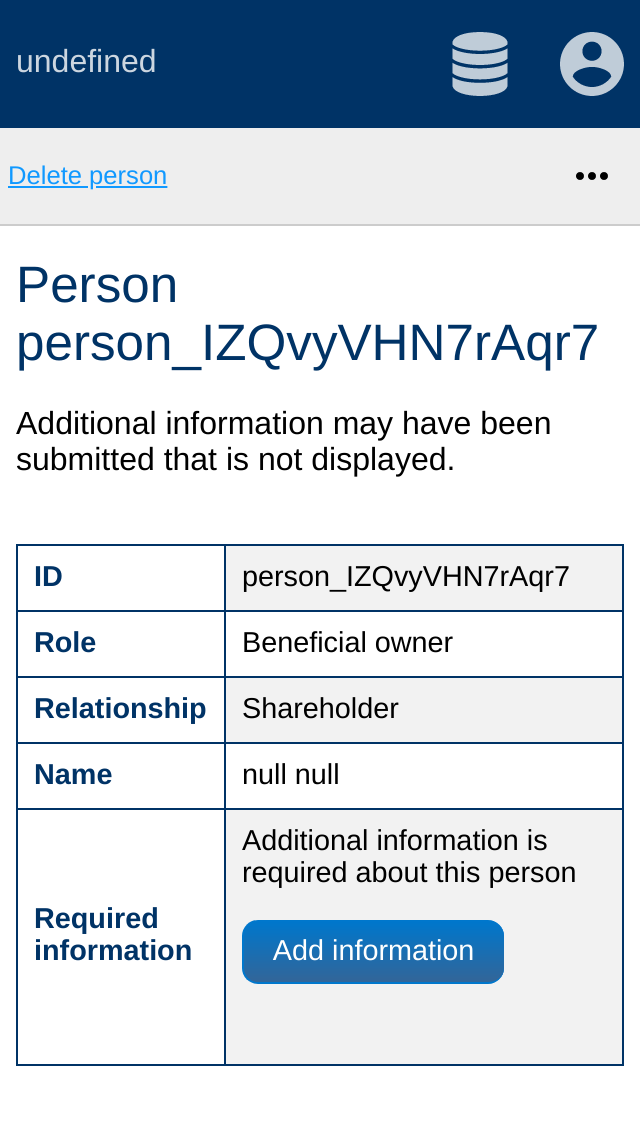 undefined
Delete person
Person
person_IZQvyVHN7rAqr7
Additional information may have been
submitted that is not displayed.
ID person_IZQvyVHN7rAqr7
Role Beneficial owner
Relationship Shareholder
Name null null
Required
information
Additional information is
required about this person
Add information